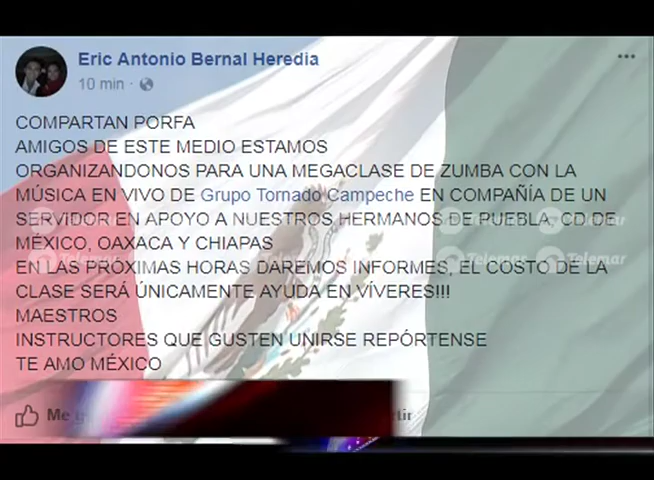 Eric Antonio Bernal Heredia
10 min
COMPARTAN PORFA
AMIGOS DE ESTE MEDIO ESTAMOS
ORGANIZANDONOS PARA UNA MEGACLASE DE ZUMBA CON LA
MÚSICA EN VIVO DE Grupo Tornado Campeche EN COMPAÑÍA DE UN
SERVIDOR EN APOYO A NUESTROS HERMANOS DE PUEBLA, CD DE
MÉXICO, OAXACA Y CHIAPAS
EN LAS PRÓXIMAS HORAS DAREMOS INFORMES, EL COSTO DE LA
CLASE SERÁ ÚNICAMENTE AYUDA EN VÍVERES!!!
MAESTROS
INSTRUCTORES QUE GUSTEN UNIRSE REPÓRTENSE
TE AMO MÉXICO
Telemar
Telemar
Me